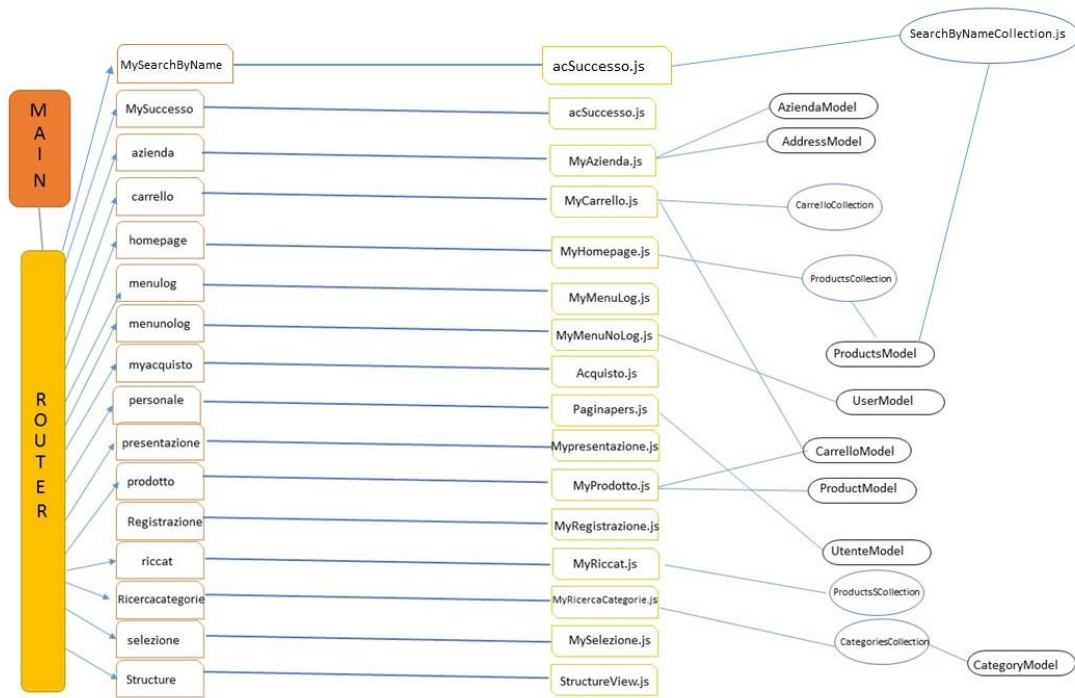 MAIN
ROUTER
MySearchByName
acSuccesso.js
SearchByNameCollection.js
MySuccesso
acSuccesso.js
AziendaModel
AddressModel
azienda
MyAzienda.js
carrello
MyCarrello.js
CarrelloCollection
homepage
MyHomepage.js
ProductsCollection
menulog
MyMenuLog.js
menunolog
MyMenuNoLog.js
ProductsModel
myacquisto
Acquisto.js
personale
Paginapers.js
UserModel
presentazione
Mypresentazione.js
CarrelloModel
prodotto
MyProdotto.js
ProductModel
Registrazione
MyRegistrazione.js
UtenteModel
riccat
MyRiccat.js
ProductsSCollection
Ricercacategorie
MyRicercaCategorie.js
selezione
MySelezione.js
CategoriesCollection
CategoryModel
Structure
StructureView.js